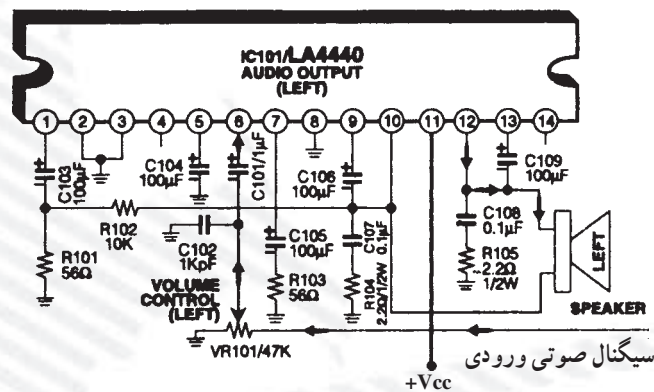 IC101/LA4440
AUDIO OUTPUT
(LEFT)
1 2 3 4 5 6 7 8 9 10 11 12 13 14
C103
100µF
C104
100µF
C101/1µF
C106
100µF
C109
100µF
R102
10K
C102
1KpF
C105
100µF
C107
0.1µF
C108
0.1µF
R101
56Ω
R103
56Ω
R104
2.2Ω/1/2W
R105
~2.2Ω
1/2W
LEFT
SPEAKER
VOLUME
CONTROL
(LEFT)
VR101/47K
سیگنال صوتی ورودی
+Vcc